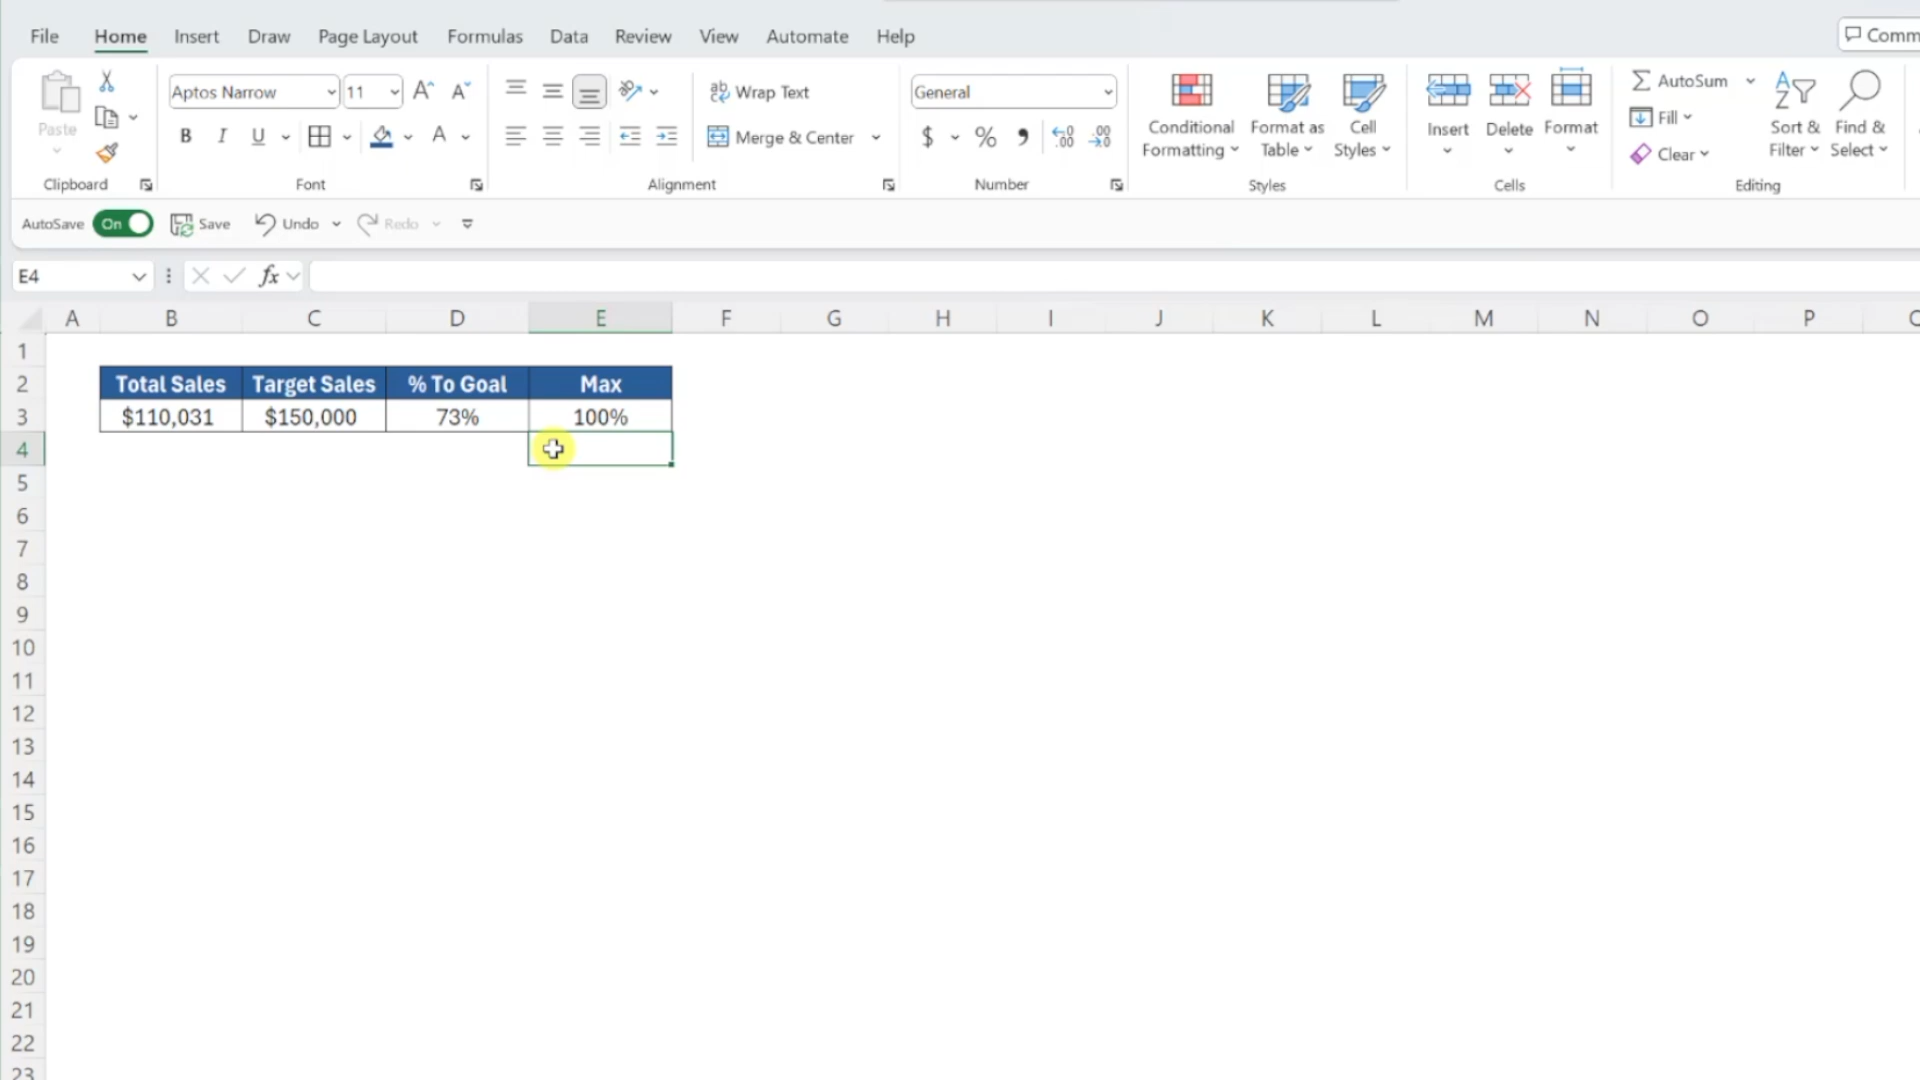 File Home Insert Draw Page Layout Formulas Data Review View Automate Help
Aptos Narrow 11 Wrap Text General AutoSum
Paste Conditional Formatting Format as Table Cell Styles Insert Delete Format Fill Sort & Filter Find & Select
B I U A Merge & Center $ % Clear
Clipboard Font Alignment Number Styles Cells Editing
AutoSave On Save Undo Redo
E4 fx
A B C D E F G H I J K L M N O P
1
2 Total Sales Target Sales % To Goal Max
3 $110,031 $150,000 73% 100%
4
5
6
7
8
9
10
11
12
13
14
15
16
17
18
19
20
21
22
23